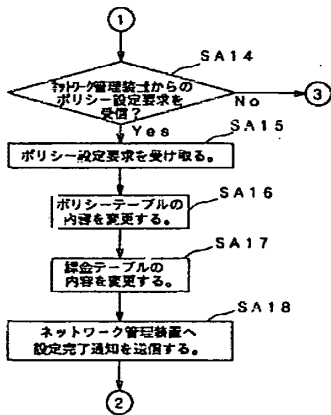 1
SA14
ネットワーク管理装置からの
ポリシー設定要求を
受信?
No
3
Yes
SA15
ポリシー設定要求を受け取る。
SA16
ポリシーテーブルの
内容を変更する。
SA17
課金テーブルの
内容を変更する。
SA18
ネットワーク管理装置へ
設定完了通知を送信する。
2